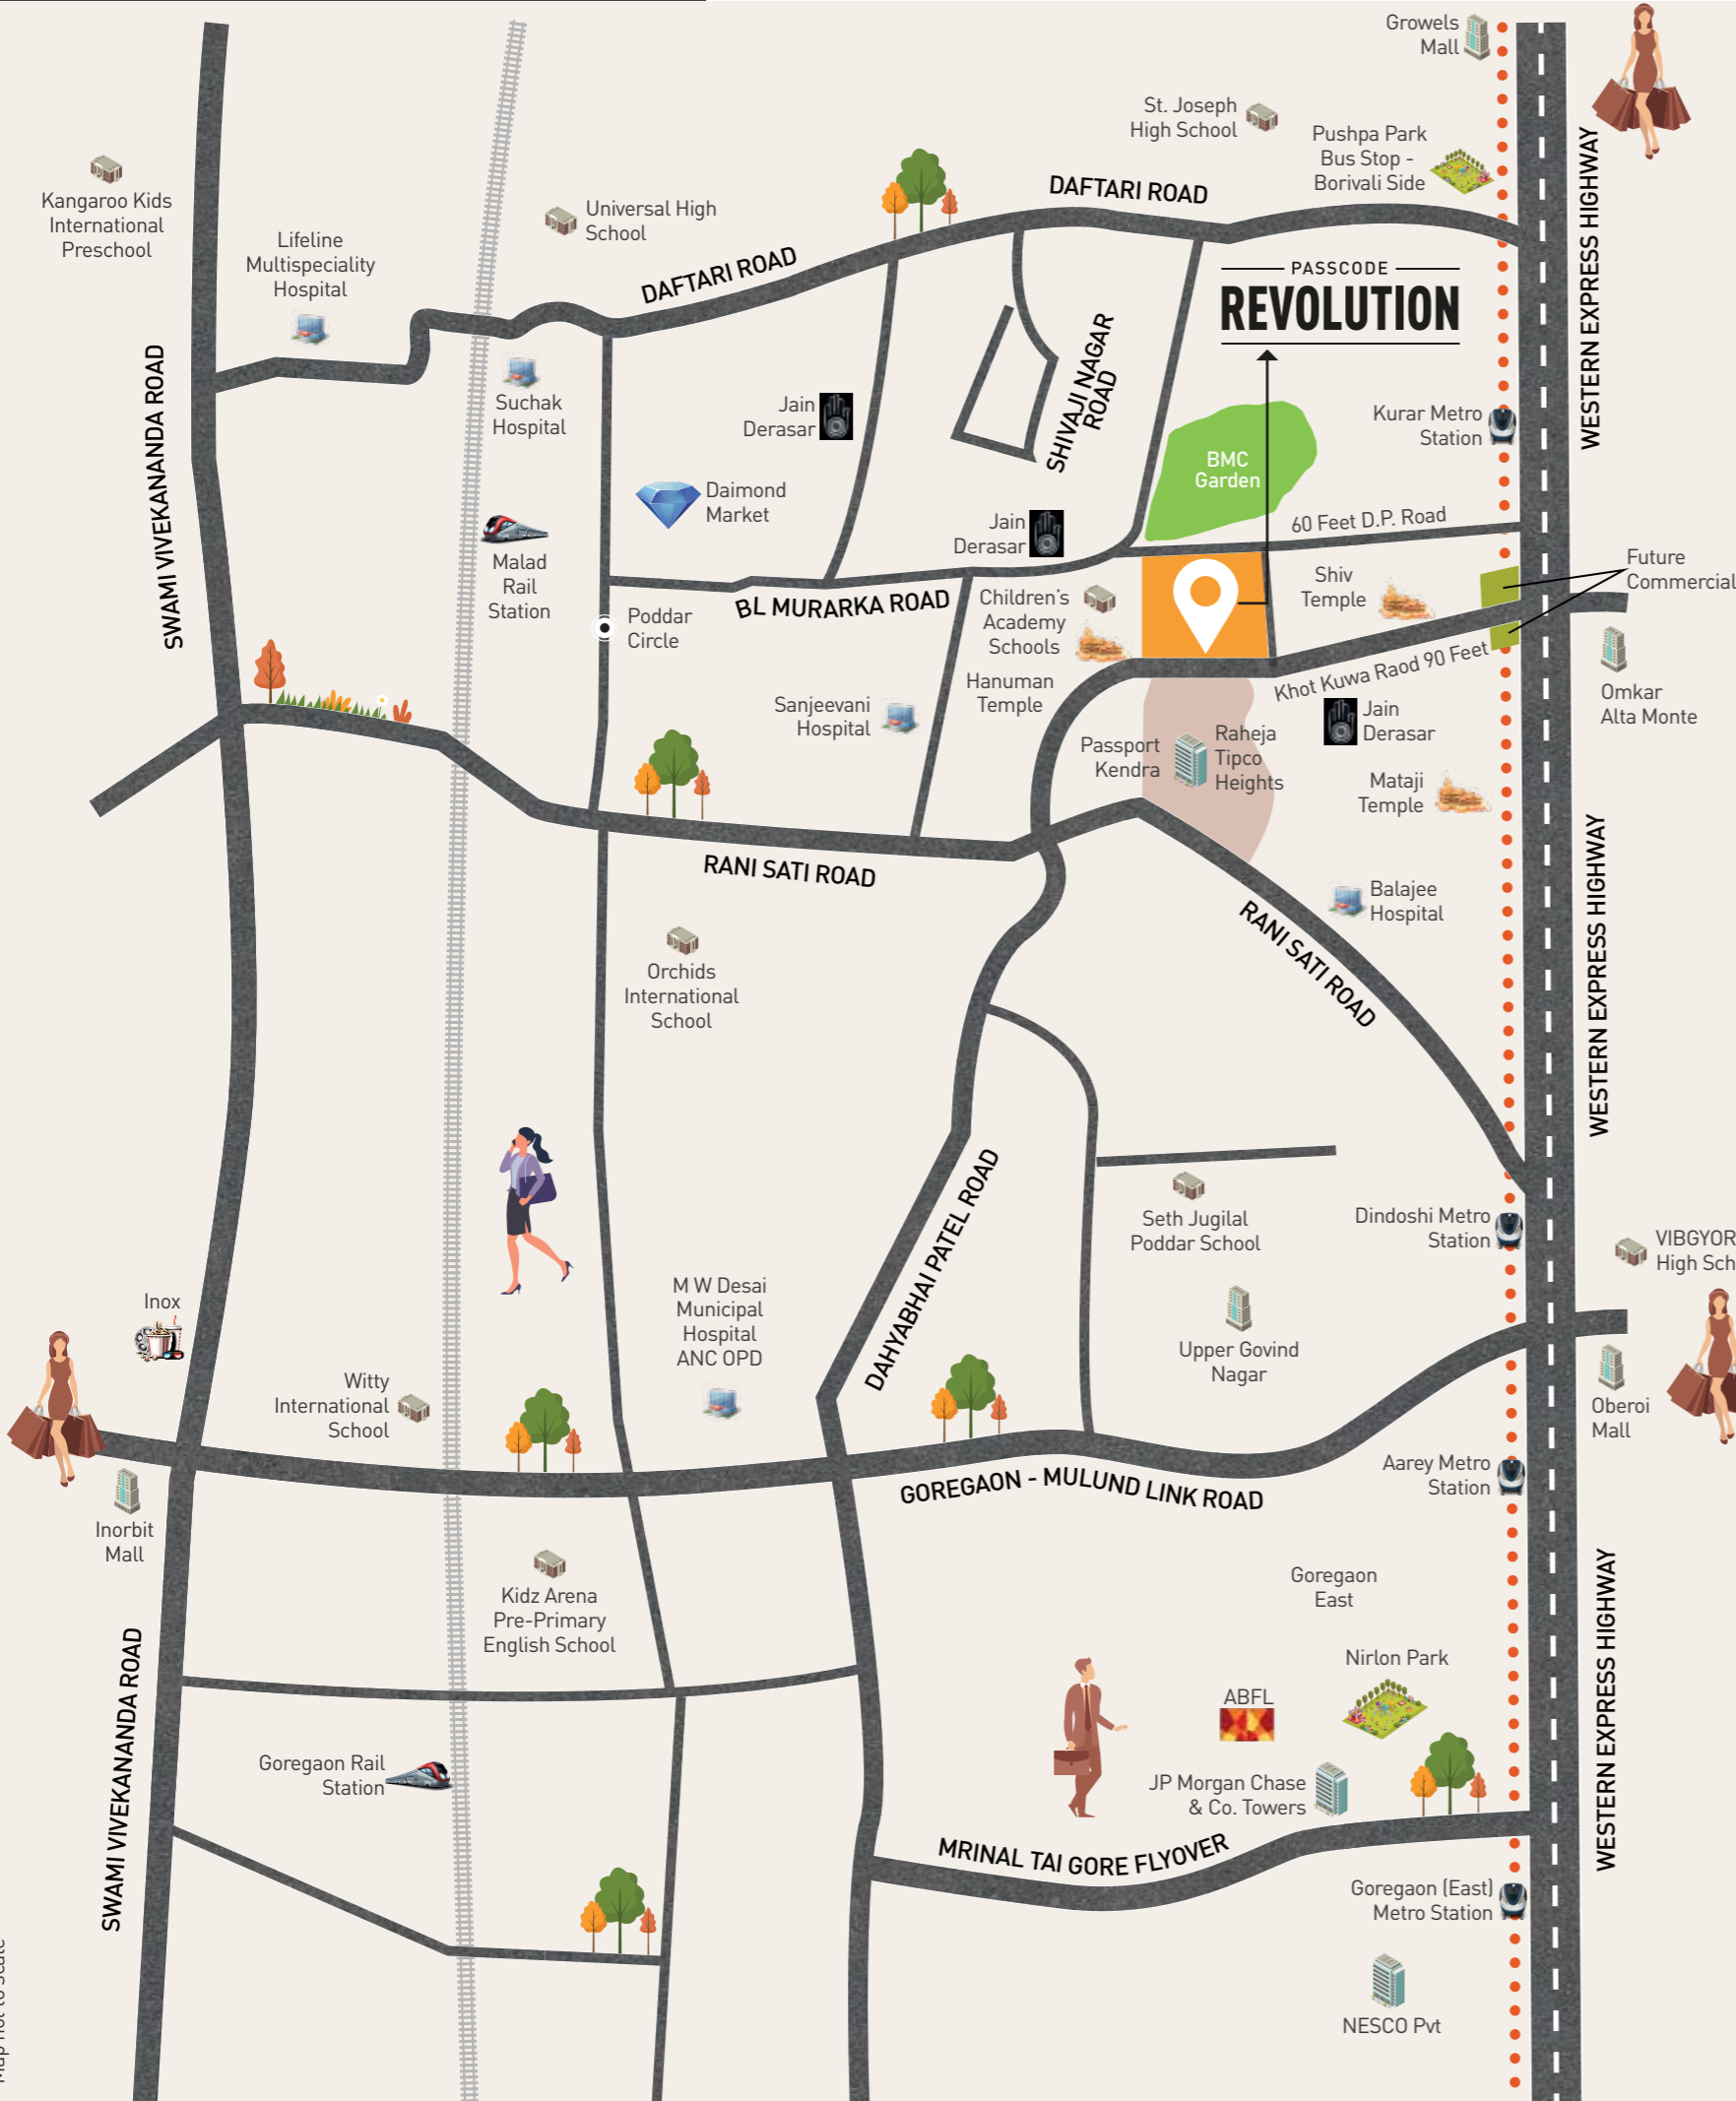 Growels
Mall
St. Joseph
High School
Pushpa Park
Bus Stop -
Borivali Side
WESTERN EXPRESS HIGHWAY
Kangaroo Kids
International
Preschool
Lifeline
Multispeciality
Hospital
Universal High
School
DAFTARI ROAD
DAFTARI ROAD
PASSCODE
REVOLUTION
SWAMI VIVEKANANDA ROAD
Suchak
Hospital
Jain
Derasar
SHIVAJI NAGAR
ROAD
Kurar Metro
Station
BMC
Garden
Daimond
Market
Jain
Derasar
60 Feet D.P. Road
Malad
Rail
Station
Poddar
Circle
BL MURARKA ROAD
Children's
Academy
Schools
Shiv
Temple
Future
Commercial
Khot Kuwa Raod 90 Feet
Hanuman
Temple
Sanjeevani
Hospital
Jain
Derasar
Omkar
Alta Monte
Passport
Kendra
Raheja
Tipco
Heights
Mataji
Temple
RANI SATI ROAD
Balajee
Hospital
RANI SATI ROAD
WESTERN EXPRESS HIGHWAY
Orchids
International
School
DAHYABHAI PATEL ROAD
Seth Jugilal
Poddar School
Dindoshi Metro
Station
VIBGYOR
High Sch
Inox
M W Desai
Municipal
Hospital
ANC OPD
Upper Govind
Nagar
Witty
International
School
Oberoi
Mall
Aarey Metro
Station
GOREGAON - MULUND LINK ROAD
Inorbit
Mall
Kidz Arena
Pre-Primary
English School
Goregaon
East
WESTERN EXPRESS HIGHWAY
SWAMI VIVEKANANDA ROAD
Nirlon Park
ABFL
Goregaon Rail
Station
JP Morgan Chase
& Co. Towers
MRINAL TAI GORE FLYOVER
Goregaon (East)
Metro Station
NESCO Pvt
Map not to scale